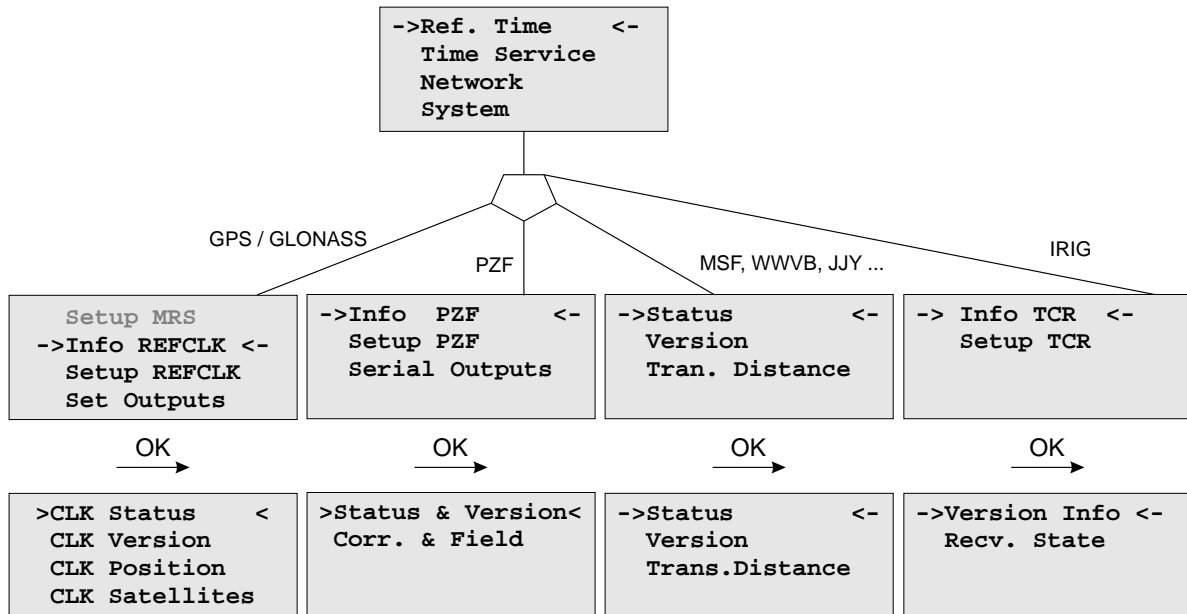 ->Ref. Time <-
Time Service
Network
System
GPS / GLONASS
PZF
MSF, WWVB, JJY ...
IRIG
Setup MRS
->Info REFCLK <-
Setup REFCLK
Set Outputs
->Info PZF <-
Setup PZF
Serial Outputs
->Status <-
Version
Tran. Distance
-> Info TCR <-
Setup TCR
OK
OK
OK
OK
>CLK Status <
CLK Version
CLK Position
CLK Satellites
>Status & Version<
Corr. & Field
->Status <-
Version
Trans.Distance
->Version Info <-
Recv. State